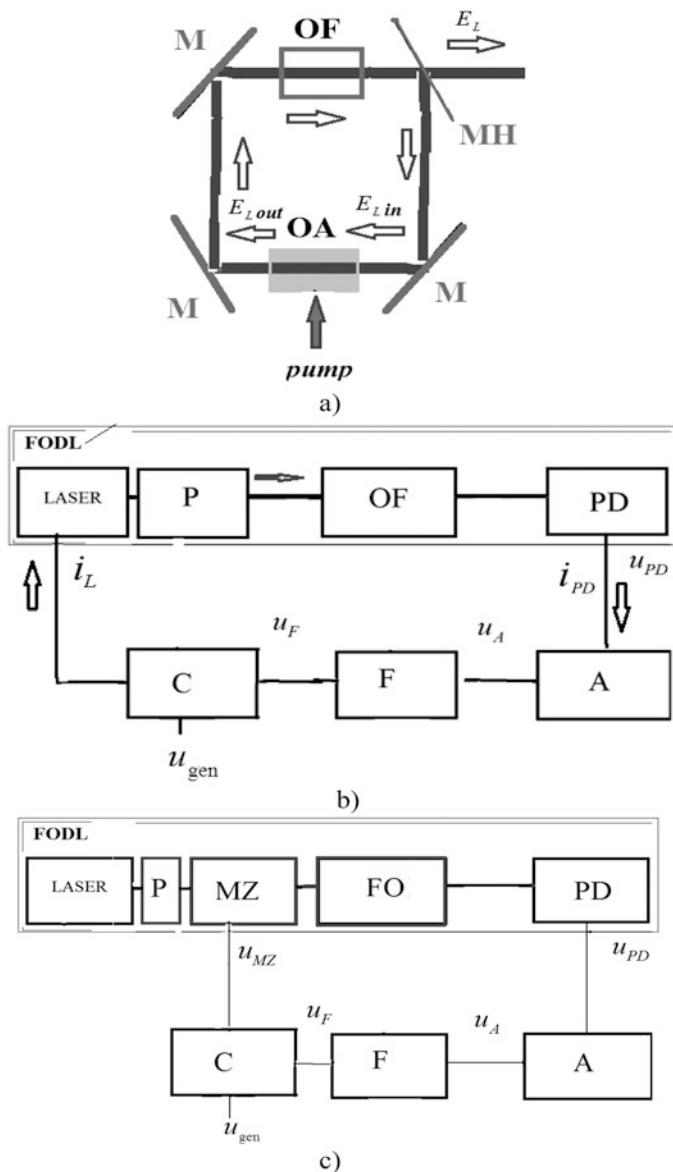 OF
E_L
M
MH
E_L out
OA
E_L in
M
M
pump
a)
FODL
LASER
P
OF
PD
i_L
i_PD
u_PD
u_F
u_A
C
F
A
u_gen
b)
FODL
LASER
P
MZ
FO
PD
u_MZ
u_PD
u_F
u_A
C
F
A
u_gen
c)